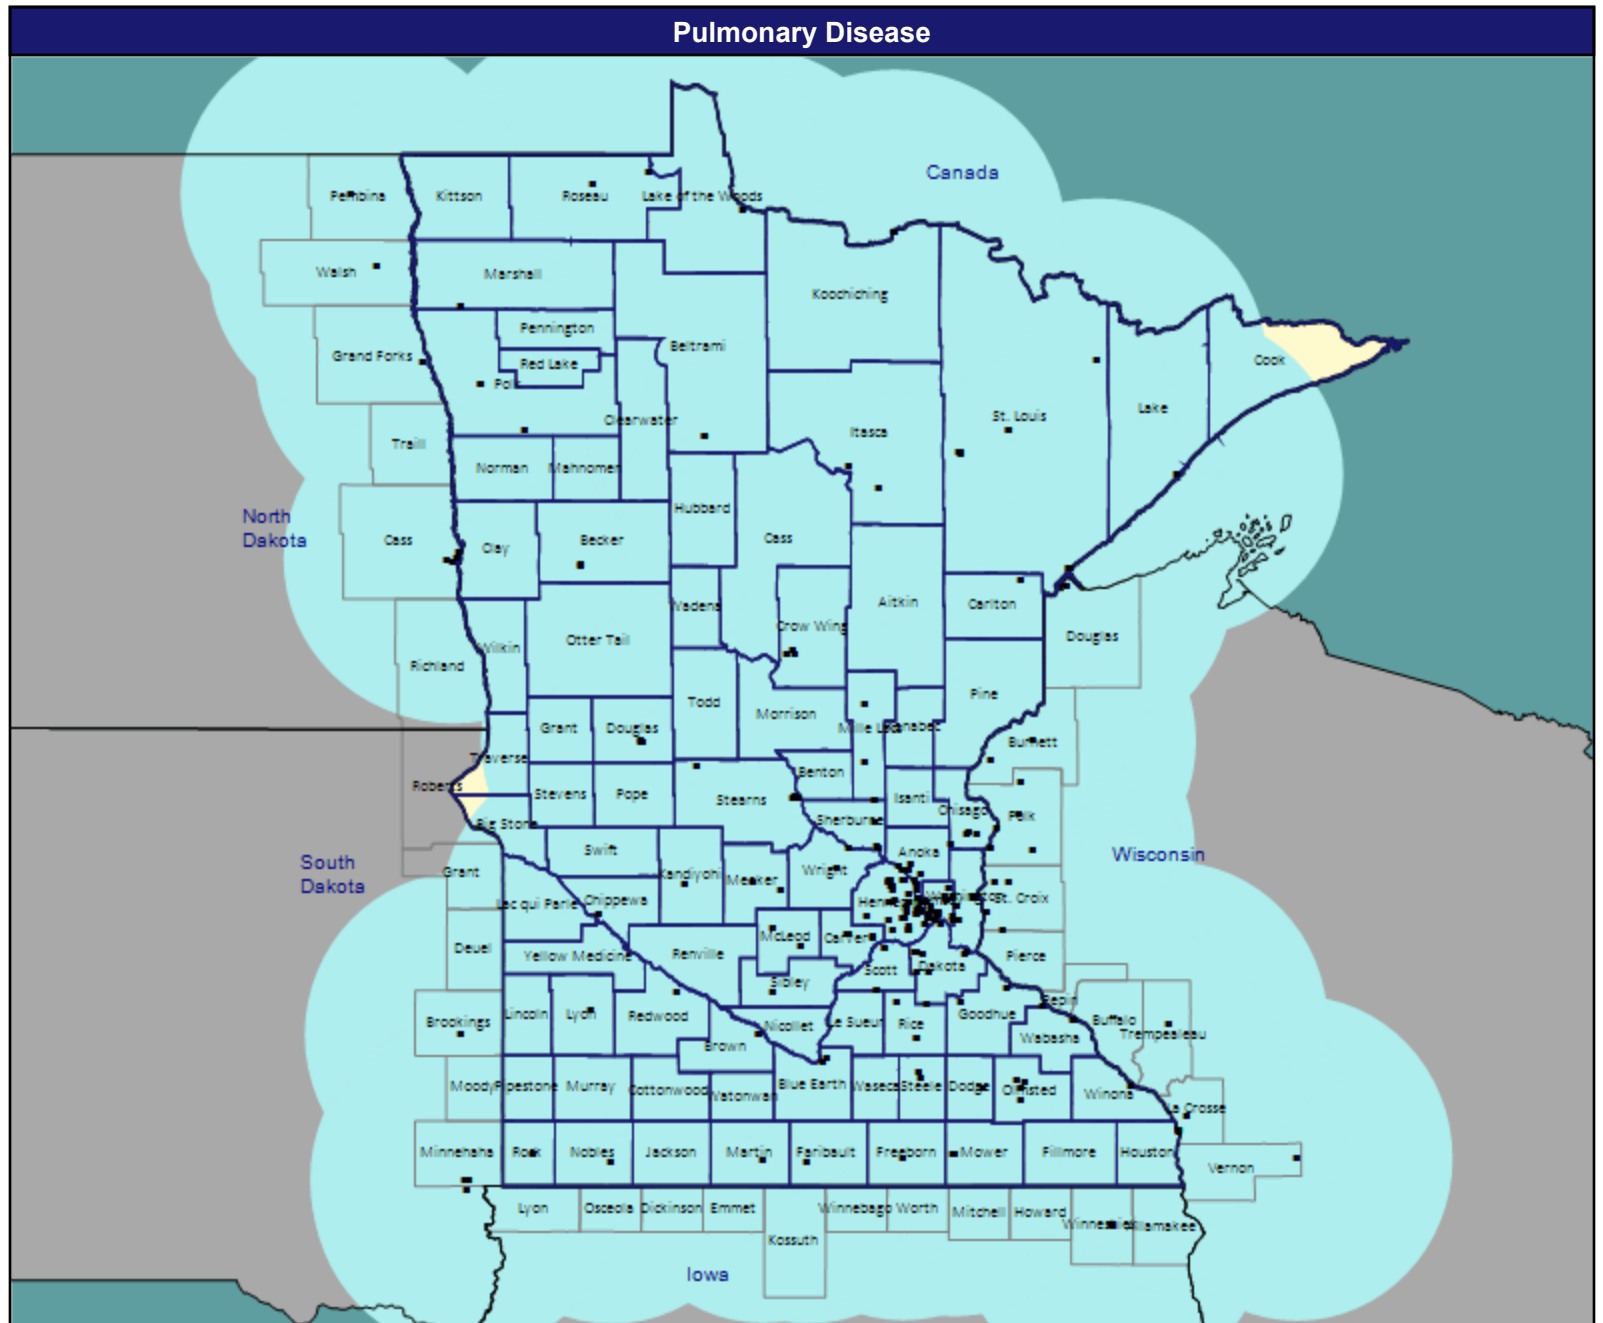 Pulmonary Disease
Canada
Pembina
Kittson
Roseau
Lake of the Woods
Walsh
Marshall
Koochiching
Pennington
Grand Forks
Red Lake
Beltrami
Cook
Polk
Lake
St. Louis
Clearwater
Itasca
Traill
Norman
Mahnomen
Hubbard
North
Dakota
Cass
Clay
Becker
Cass
Wadena
Aitkin
Carlton
Crow Wing
Douglas
Otter Tail
Wilkin
Richland
Pine
Todd
Morrison
Grant
Douglas
Mille Lacs
Kanabec
Burnett
Traverse
Benton
Roberts
Stevens
Pope
Stearns
Isanti
Chisago
Polk
Big Stone
Sherburne
Swift
Anoka
Wisconsin
South
Dakota
Grant
Kandiyohi
Meeker
Wright
Lac qui Parle
Chippewa
Hennepin
Washington
St. Croix
McLeod
Carver
Deuel
Yellow Medicine
Renville
Scott
Dakota
Pierce
Sibley
Pepin
Brookings
Lincoln
Lyon
Redwood
Nicollet
Le Sueur
Rice
Goodhue
Buffalo
Trempealeau
Brown
Wabasha
Moody
Pipestone
Murray
Cottonwood
Watonwan
Blue Earth
Waseca
Steele
Dodge
Olmsted
Winona
La Crosse
Minnehaha
Rock
Nobles
Jackson
Martin
Faribault
Freeborn
Mower
Fillmore
Houston
Vernon
Lyon
Osceola
Dickinson
Emmet
Winnebago
Worth
Mitchell
Howard
Winneshiek
Allamakee
Kossuth
Iowa